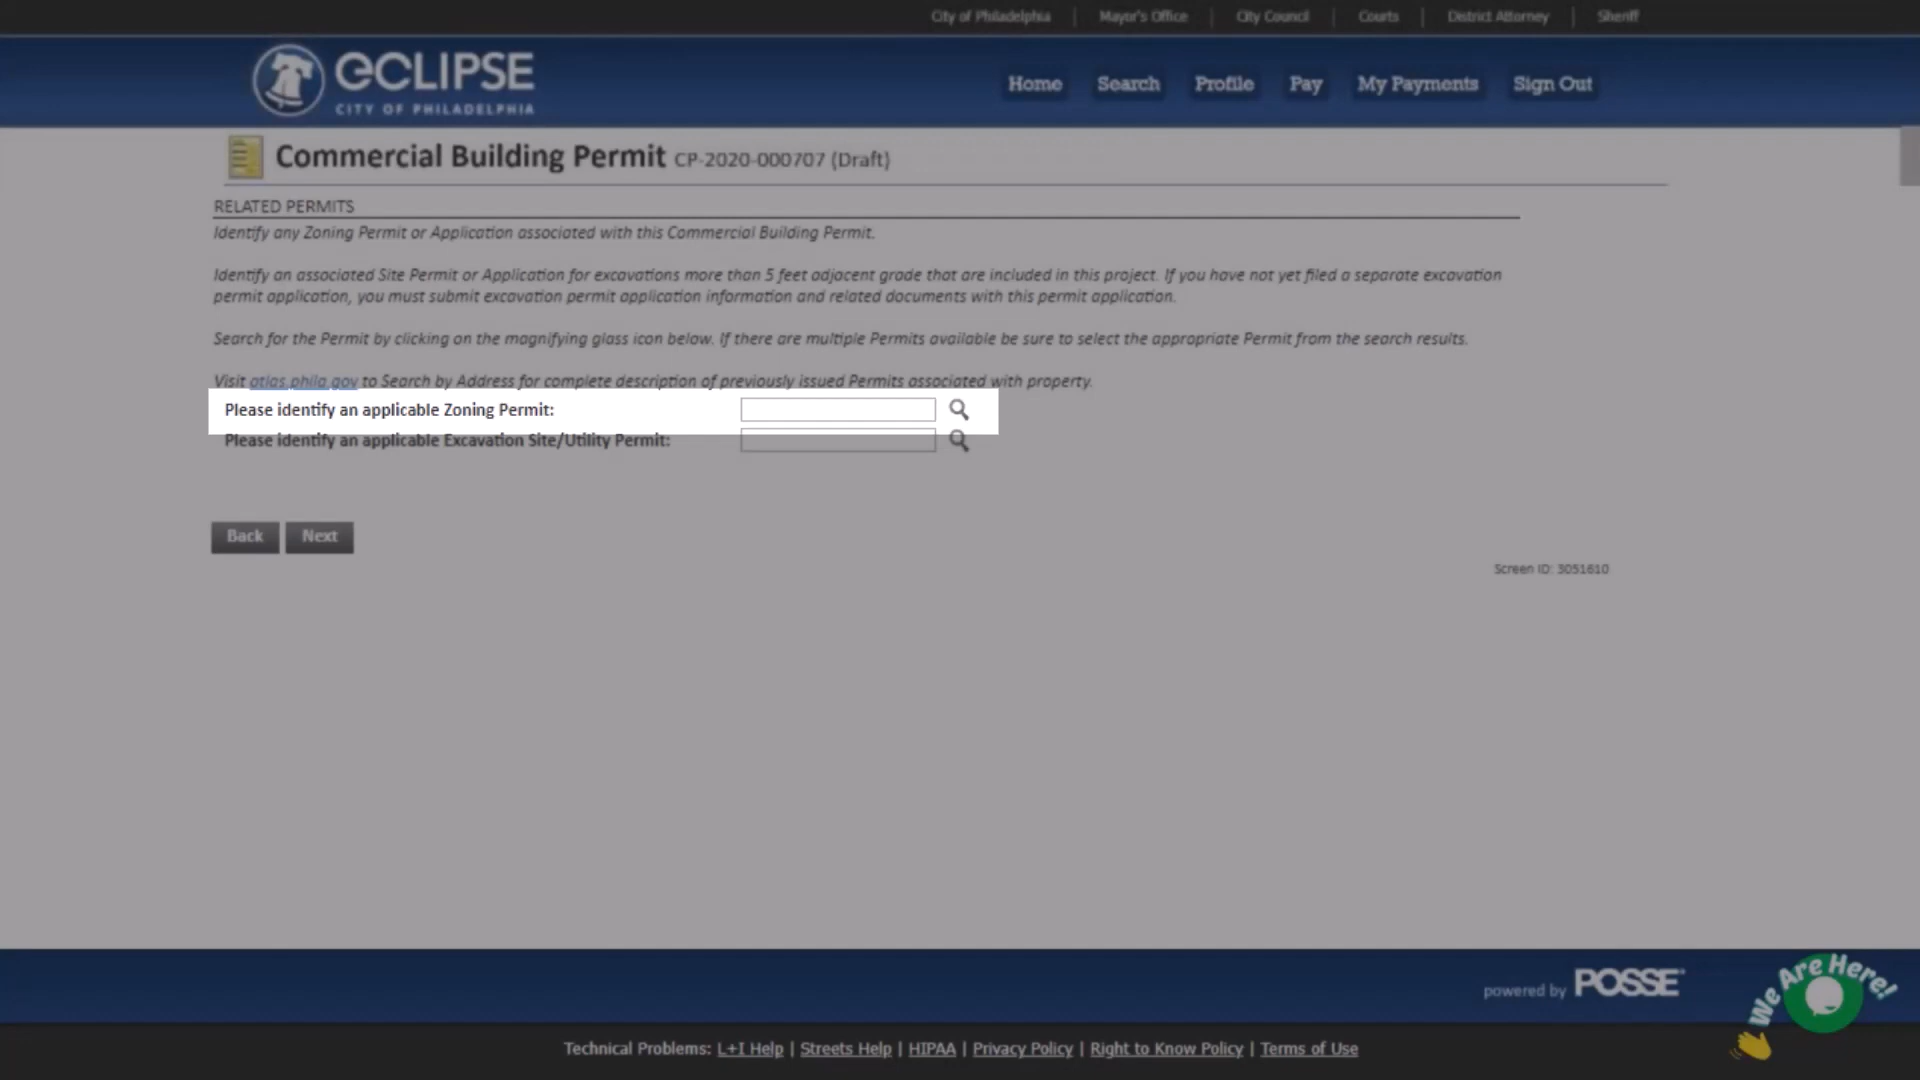 City of Philadelphia | Mayor's Office | City Council | Courts | District Attorney | Sheriff
eCLIPSE
CITY OF PHILADELPHIA
Home Search Profile Pay My Payments Sign Out
Commercial Building Permit CP-2020-000707 (Draft)
RELATED PERMITS
Identify any Zoning Permit or Application associated with this Commercial Building Permit.
Identify an associated Site Permit or Application for excavations more than 5 feet adjacent grade that are included in this project. If you have not yet filed a separate excavation
permit application, you must submit excavation permit application information and related documents with this permit application.
Search for the Permit by clicking on the magnifying glass icon below. If there are multiple Permits available be sure to select the appropriate Permit from the search results.
Visit atlas.phila.gov to Search by Address for complete description of previously issued Permits associated with property.
Please identify an applicable Zoning Permit:
Please identify an applicable Excavation Site/Utility Permit:
Back Next
Screen ID: 3051610
powered by POSSE
We Are Here!
Technical Problems: L+I Help | Streets Help | HIPAA | Privacy Policy | Right to Know Policy | Terms of Use